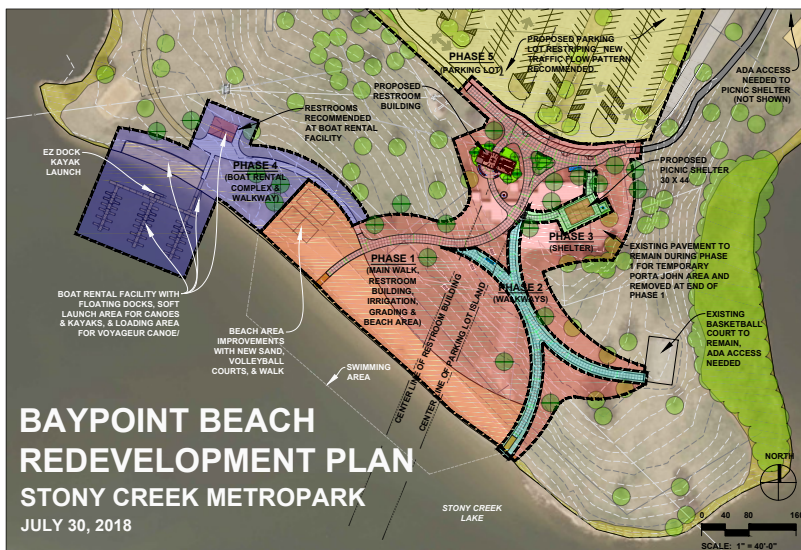 PHASE 5
(PARKING LOT)
PROPOSED PARKING
LOT RESTRIPING. NEW
TRAFFIC FLOW PATTERN
RECOMMENDED.
ADA ACCESS
NEEDED TO
PICNIC SHELTER
(NOT SHOWN)
PROPOSED
RESTROOM
BUILDING
RESTROOMS
RECOMMENDED
AT BOAT RENTAL
FACILITY
EZ DOCK
KAYAK
LAUNCH
PHASE 4
(BOAT RENTAL
COMPLEX &
WALKWAY)
PROPOSED
PICNIC SHELTER
30 X 44
PHASE 3
(SHELTER)
PHASE 1
(MAIN WALK,
RESTROOM
BUILDING,
IRRIGATION,
GRADING &
BEACH AREA)
PHASE 2
(WALKWAYS)
EXISTING PAVEMENT TO
REMAIN DURING PHASE
1 FOR TEMPORARY
PORTA JOHN AREA AND
REMOVED AT END OF
PHASE 1
BOAT RENTAL FACILITY WITH
FLOATING DOCKS, SOFT
LAUNCH AREA FOR CANOES
& KAYAKS, & LOADING AREA
FOR VOYAGEUR CANOE/
BEACH AREA
IMPROVEMENTS
WITH NEW SAND,
VOLLEYBALL
COURTS, & WALK
SWIMMING
AREA
CENTER LINE OF RESTROOM BUILDING
CENTER LINE OF PARKING LOT ISLAND
EXISTING
BASKETBALL
COURT TO
REMAIN,
ADA ACCESS
NEEDED
BAYPOINT BEACH
REDEVELOPMENT PLAN
STONY CREEK METROPARK
JULY 30, 2018
STONY CREEK
LAKE
NORTH
0 40 80 160
SCALE: 1" = 40'-0"